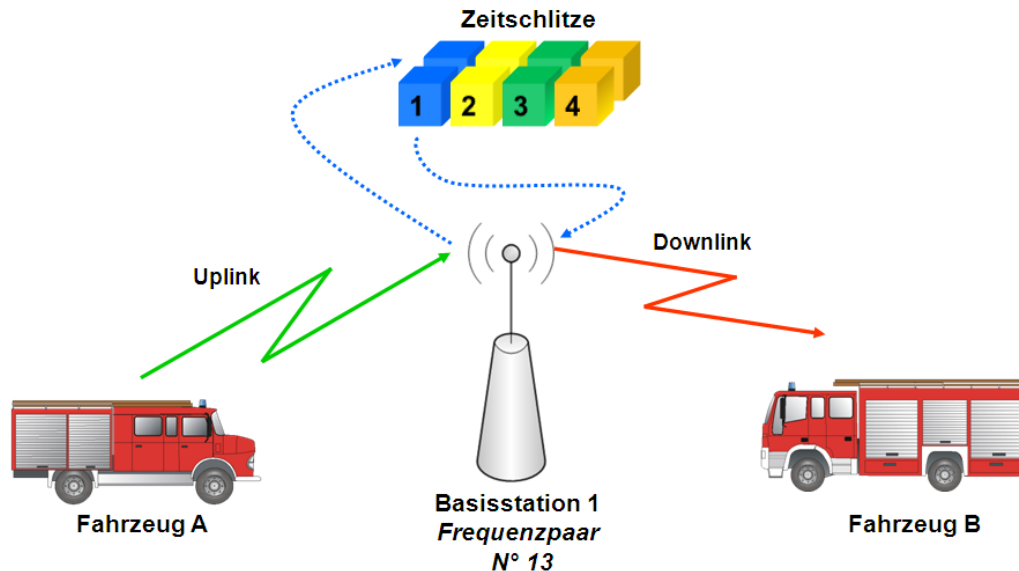 Zeitschlitze
1 2 3 4
Downlink
Uplink
Basisstation 1
Frequenzpaar
N° 13
Fahrzeug A
Fahrzeug B